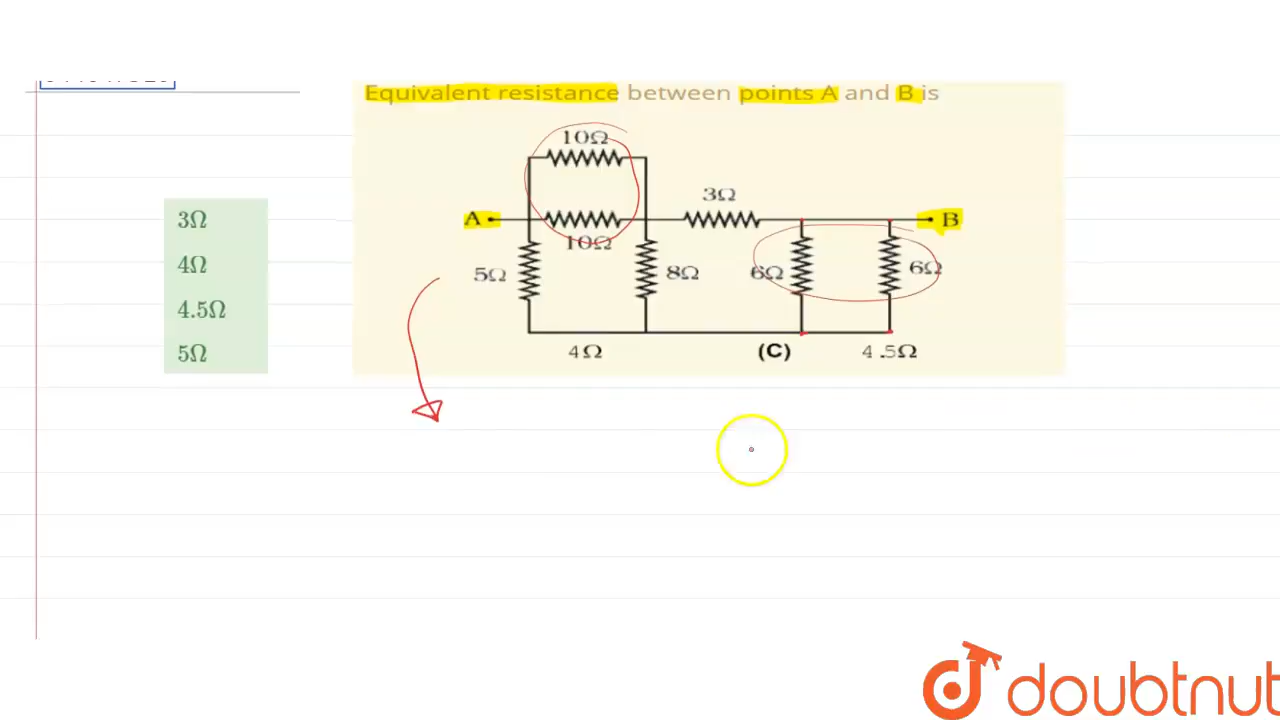 Equivalent resistance between points A and B is
10Ω
3Ω
A
B
10Ω
5Ω
8Ω
6Ω
6Ω
4Ω
(C)
4 .5Ω
3Ω
4Ω
4.5Ω
5Ω
doubtnut